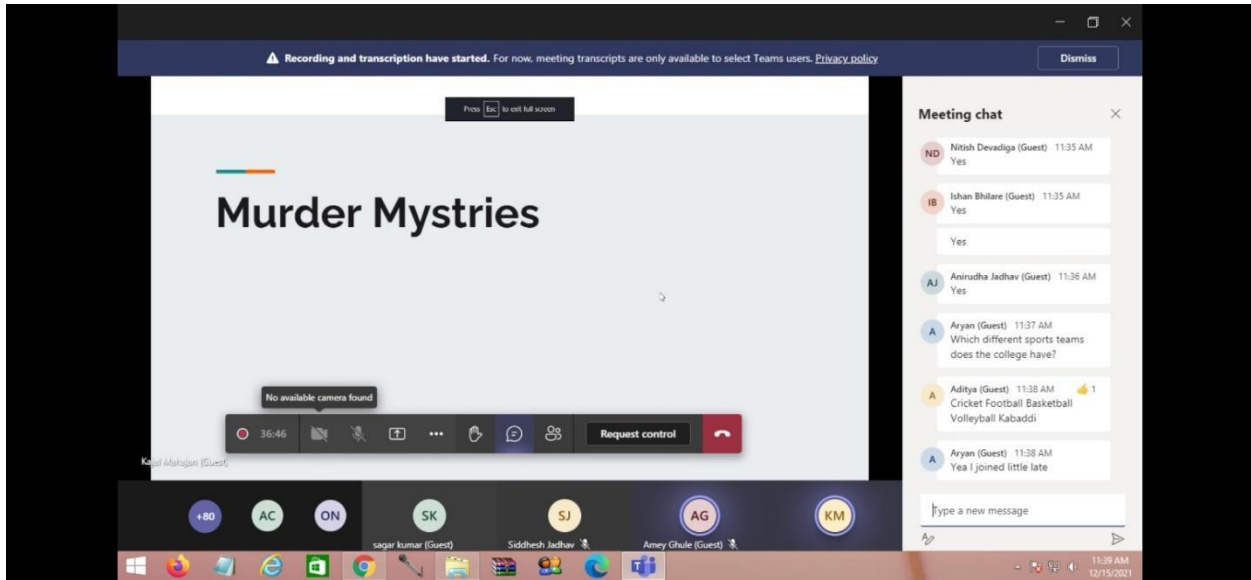 Recording and transcription have started. For now, meeting transcripts are only available to select Teams users. Privacy policy
Dismiss
Press Esc to exit full screen
Murder Mystries
No available camera found
36:46
Request control
(Guest)
+80
AC
ON
SK
SJ
AG
KM
sagar kumar (Guest)
Siddhesh Jadhav
Amey Ghule (Guest)
Meeting chat
ND
Nitish Devadiga (Guest) 11:35 AM
Yes
IB
Ishan Bhilare (Guest) 11:35 AM
Yes
Yes
AJ
Anirudha Jadhav (Guest) 11:36 AM
Yes
A
Aryan (Guest) 11:37 AM
Which different sports teams
does the college have?
A
Aditya (Guest) 11:38 AM 1
Cricket Football Basketball
Volleyball Kabaddi
A
Aryan (Guest) 11:38 AM
Yea I joined little late
Type a new message
11:39 AM
12/15/2021